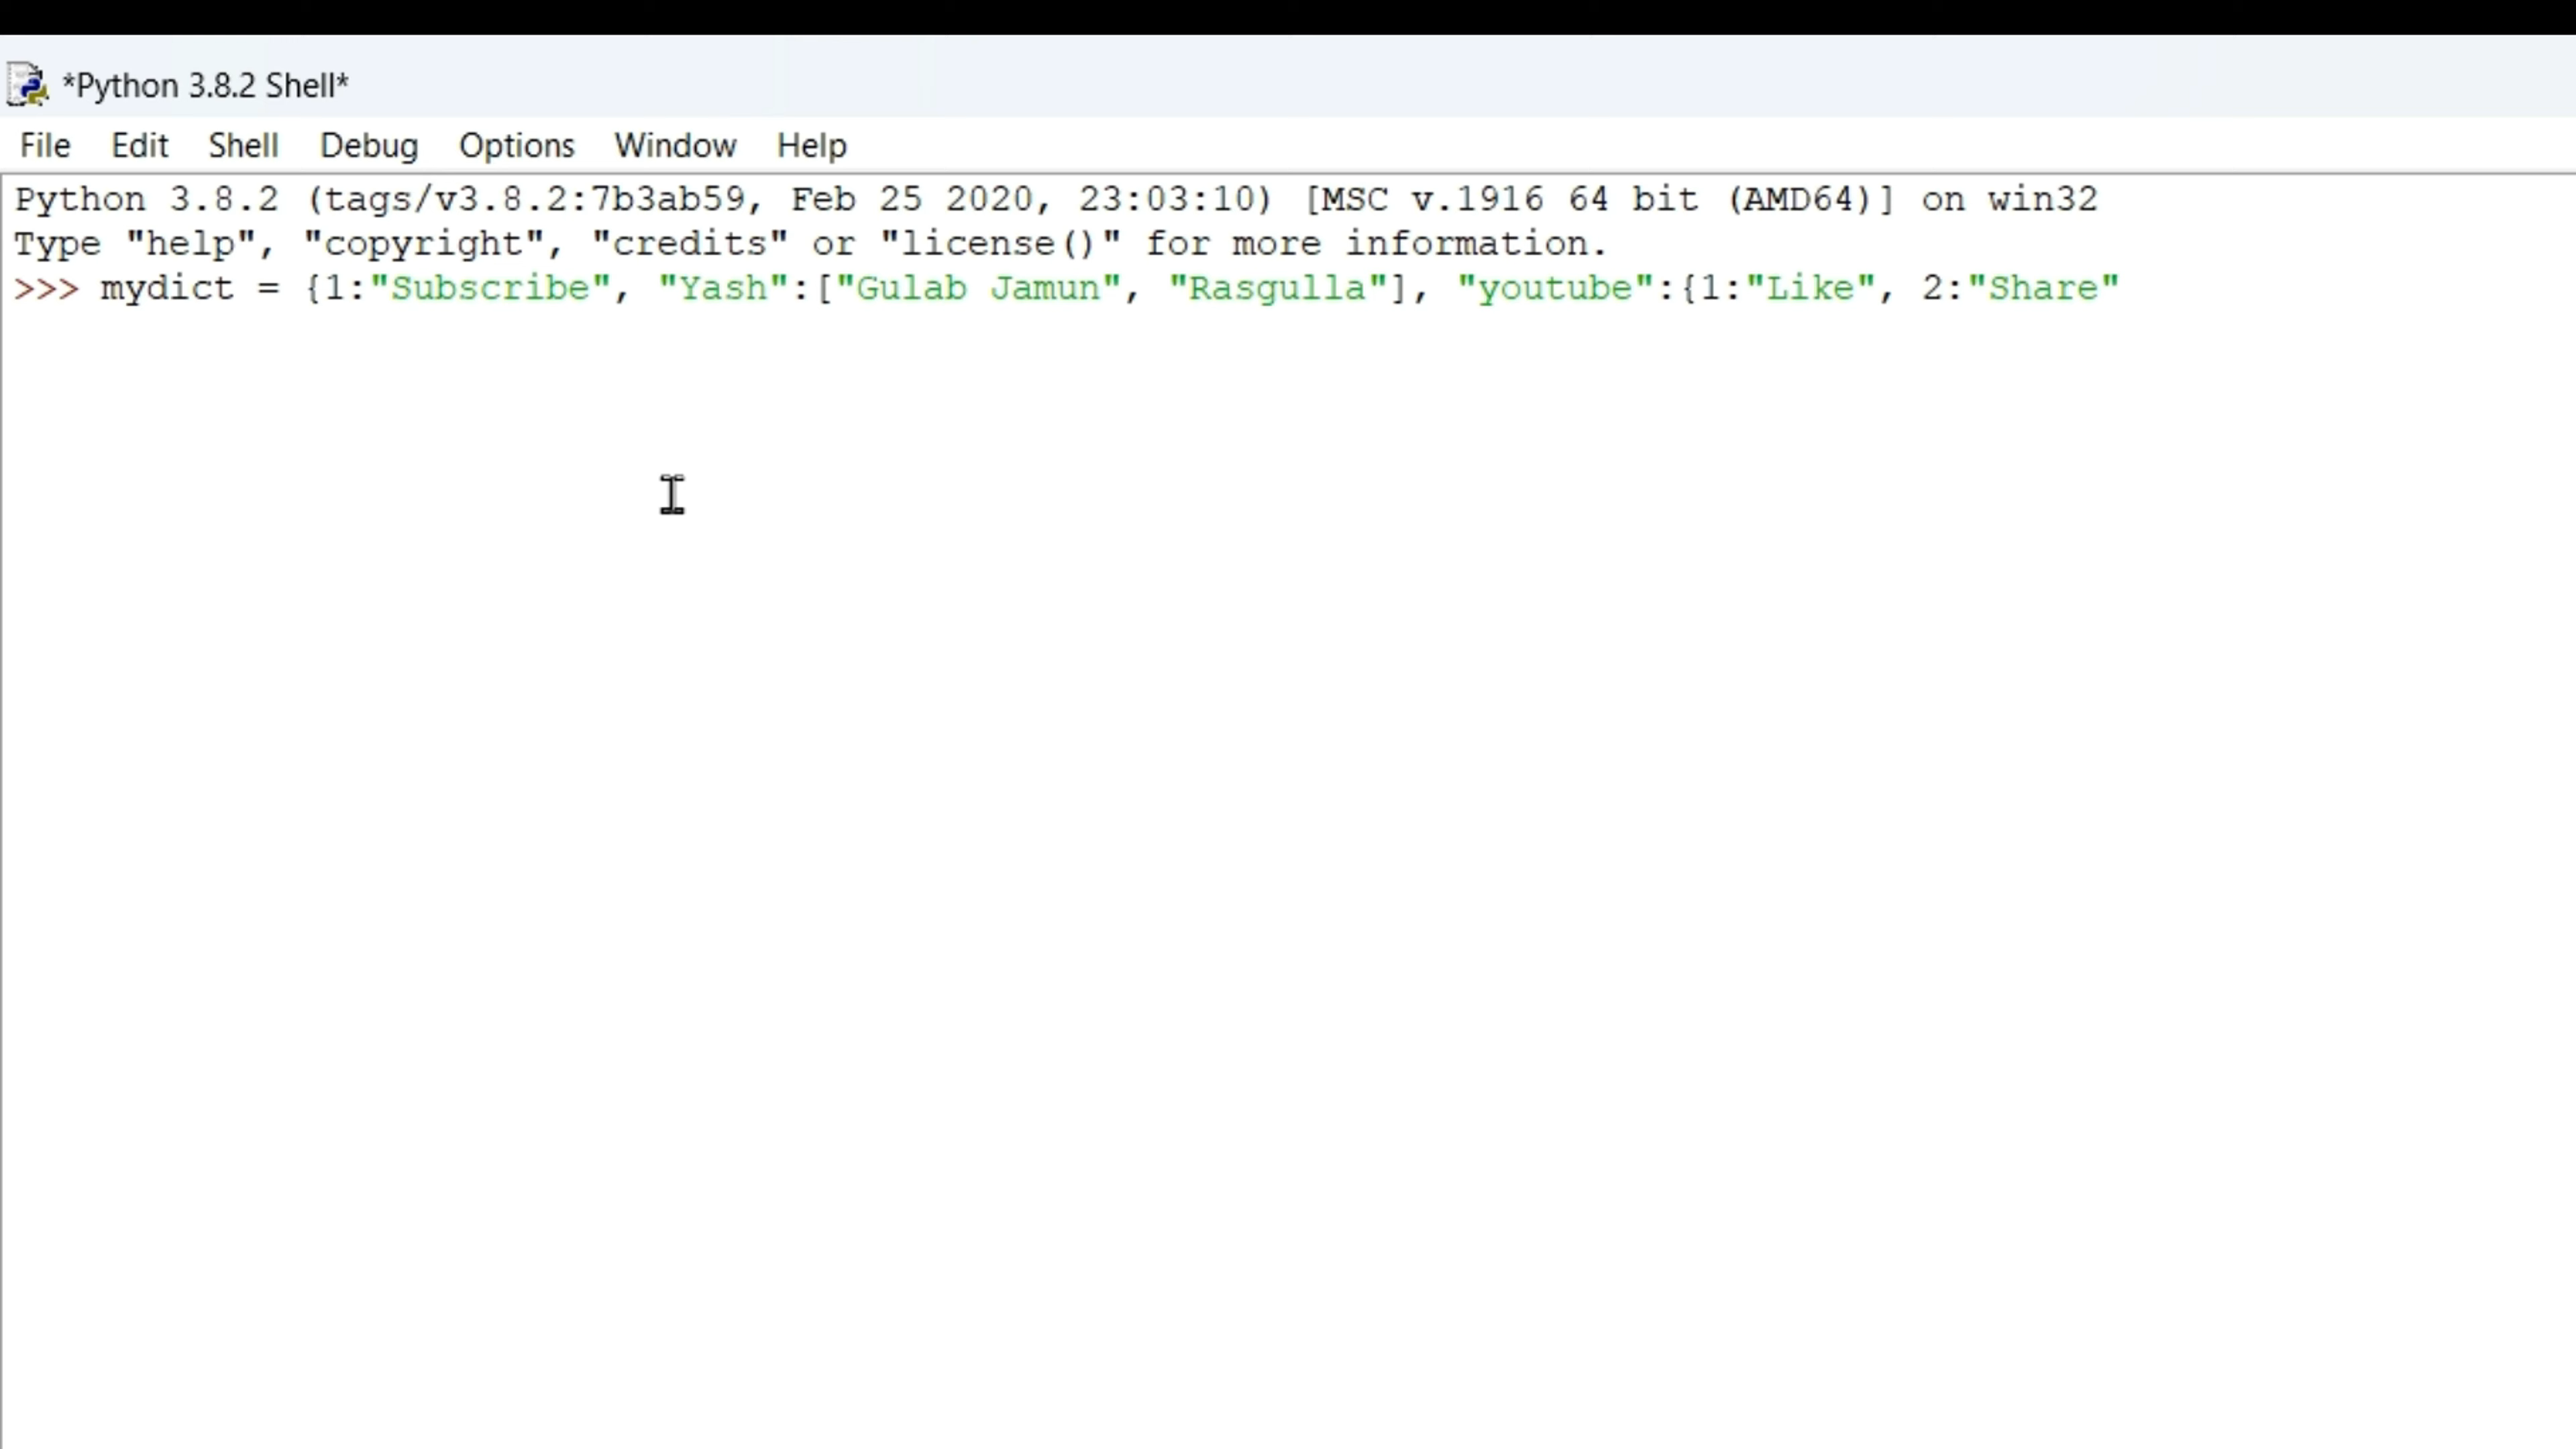 *Python 3.8.2 Shell*
File Edit Shell Debug Options Window Help
Python 3.8.2 (tags/v3.8.2:7b3ab59, Feb 25 2020, 23:03:10) [MSC v.1916 64 bit (AMD64)] on win32
Type "help", "copyright", "credits" or "license()" for more information.
>>> mydict = {1:"Subscribe", "Yash":["Gulab Jamun", "Rasgulla"], "youtube":{1:"Like", 2:"Share"